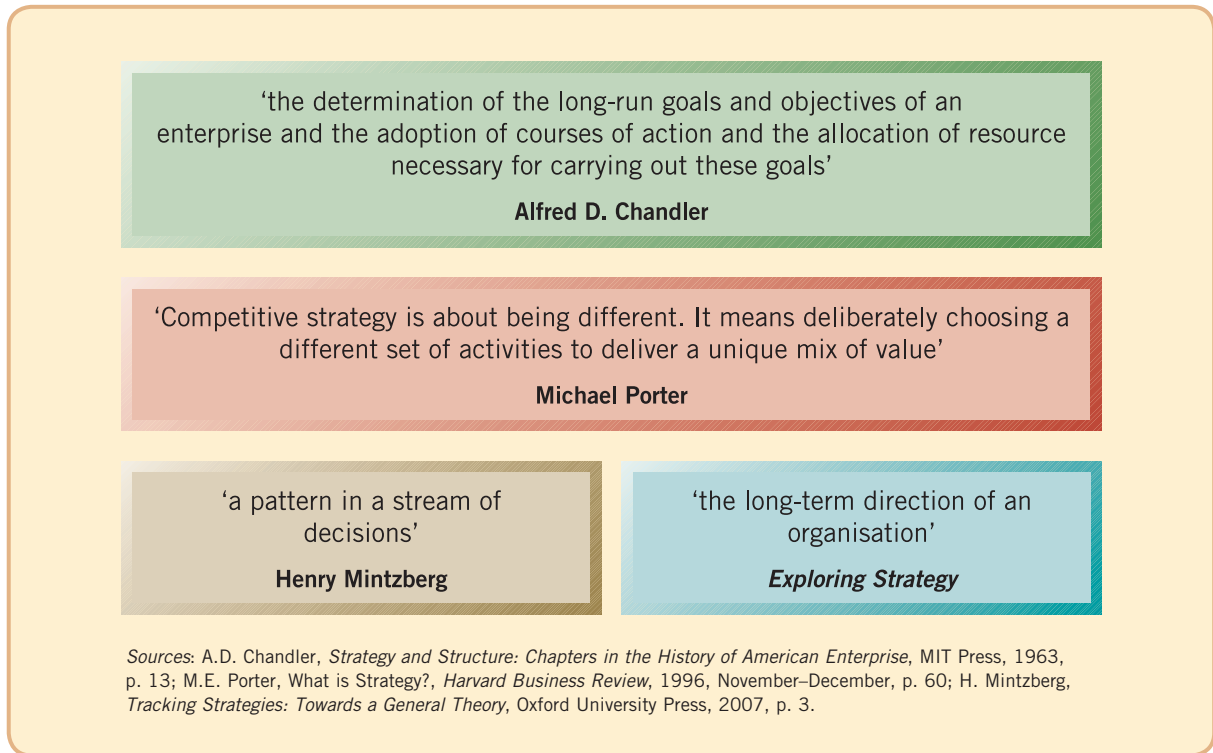 ‘the determination of the long-run goals and objectives of an
enterprise and the adoption of courses of action and the allocation of resource
necessary for carrying out these goals’
Alfred D. Chandler
‘Competitive strategy is about being different. It means deliberately choosing a
different set of activities to deliver a unique mix of value’
Michael Porter
‘a pattern in a stream of
decisions’
Henry Mintzberg
‘the long-term direction of an
organisation’
Exploring Strategy
Sources: A.D. Chandler, Strategy and Structure: Chapters in the History of American Enterprise, MIT Press, 1963,
p. 13; M.E. Porter, What is Strategy?, Harvard Business Review, 1996, November–December, p. 60; H. Mintzberg,
Tracking Strategies: Towards a General Theory, Oxford University Press, 2007, p. 3.